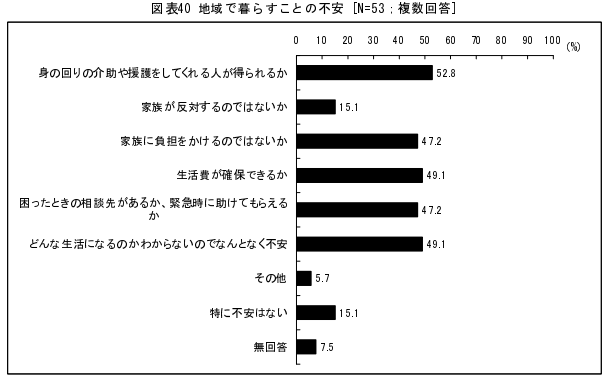 図表40 地域で暮らすことの不安 [N=53;複数回答]
0 10 20 30 40 50 60 70 80 90 100
(%)
身の回りの介助や援護をしてくれる人が得られるか 52.8
家族が反対するのではないか 15.1
家族に負担をかけるのではないか 47.2
生活費が確保できるか 49.1
困ったときの相談先があるか、緊急時に助けてもらえる
か 47.2
どんな生活になるのかわからないのでなんとなく不安 49.1
その他 5.7
特に不安はない 15.1
無回答 7.5